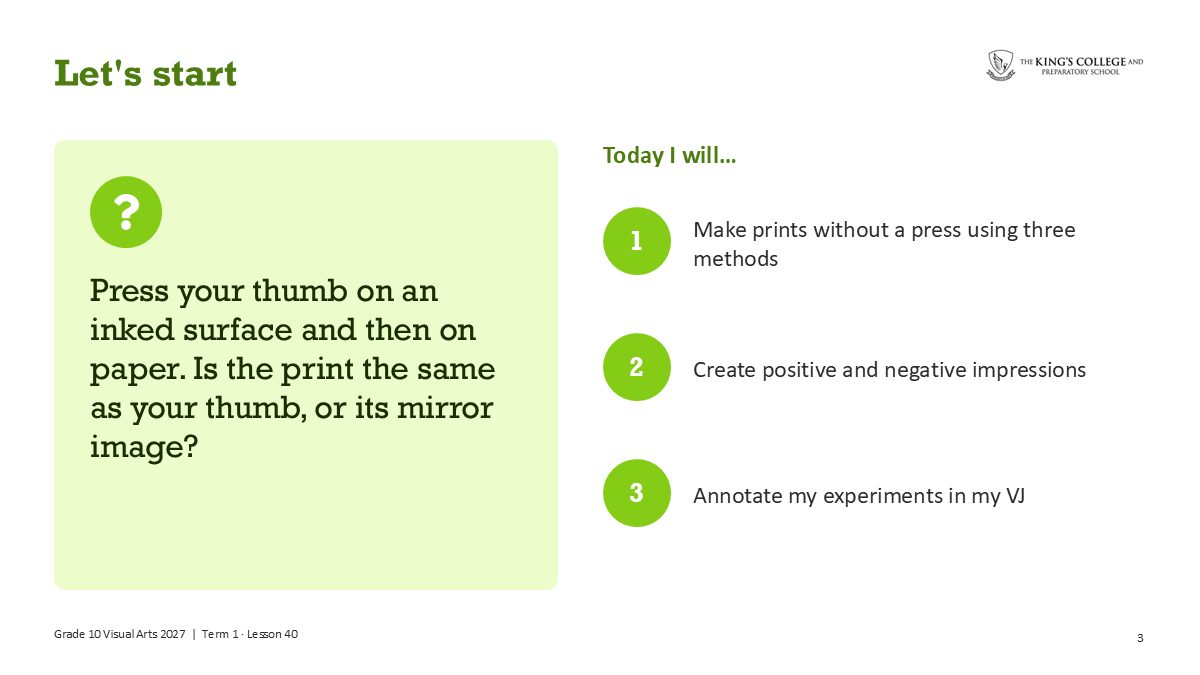 Let's start
THE KING'S COLLEGE AND
PREPARATORY SCHOOL
?
Press your thumb on an
inked surface and then on
paper. Is the print the same
as your thumb, or its mirror
image?
Today I will...
1
Make prints without a press using three
methods
2
Create positive and negative impressions
3
Annotate my experiments in my VJ
Grade 10 Visual Arts 2027 | Term 1 · Lesson 40
3